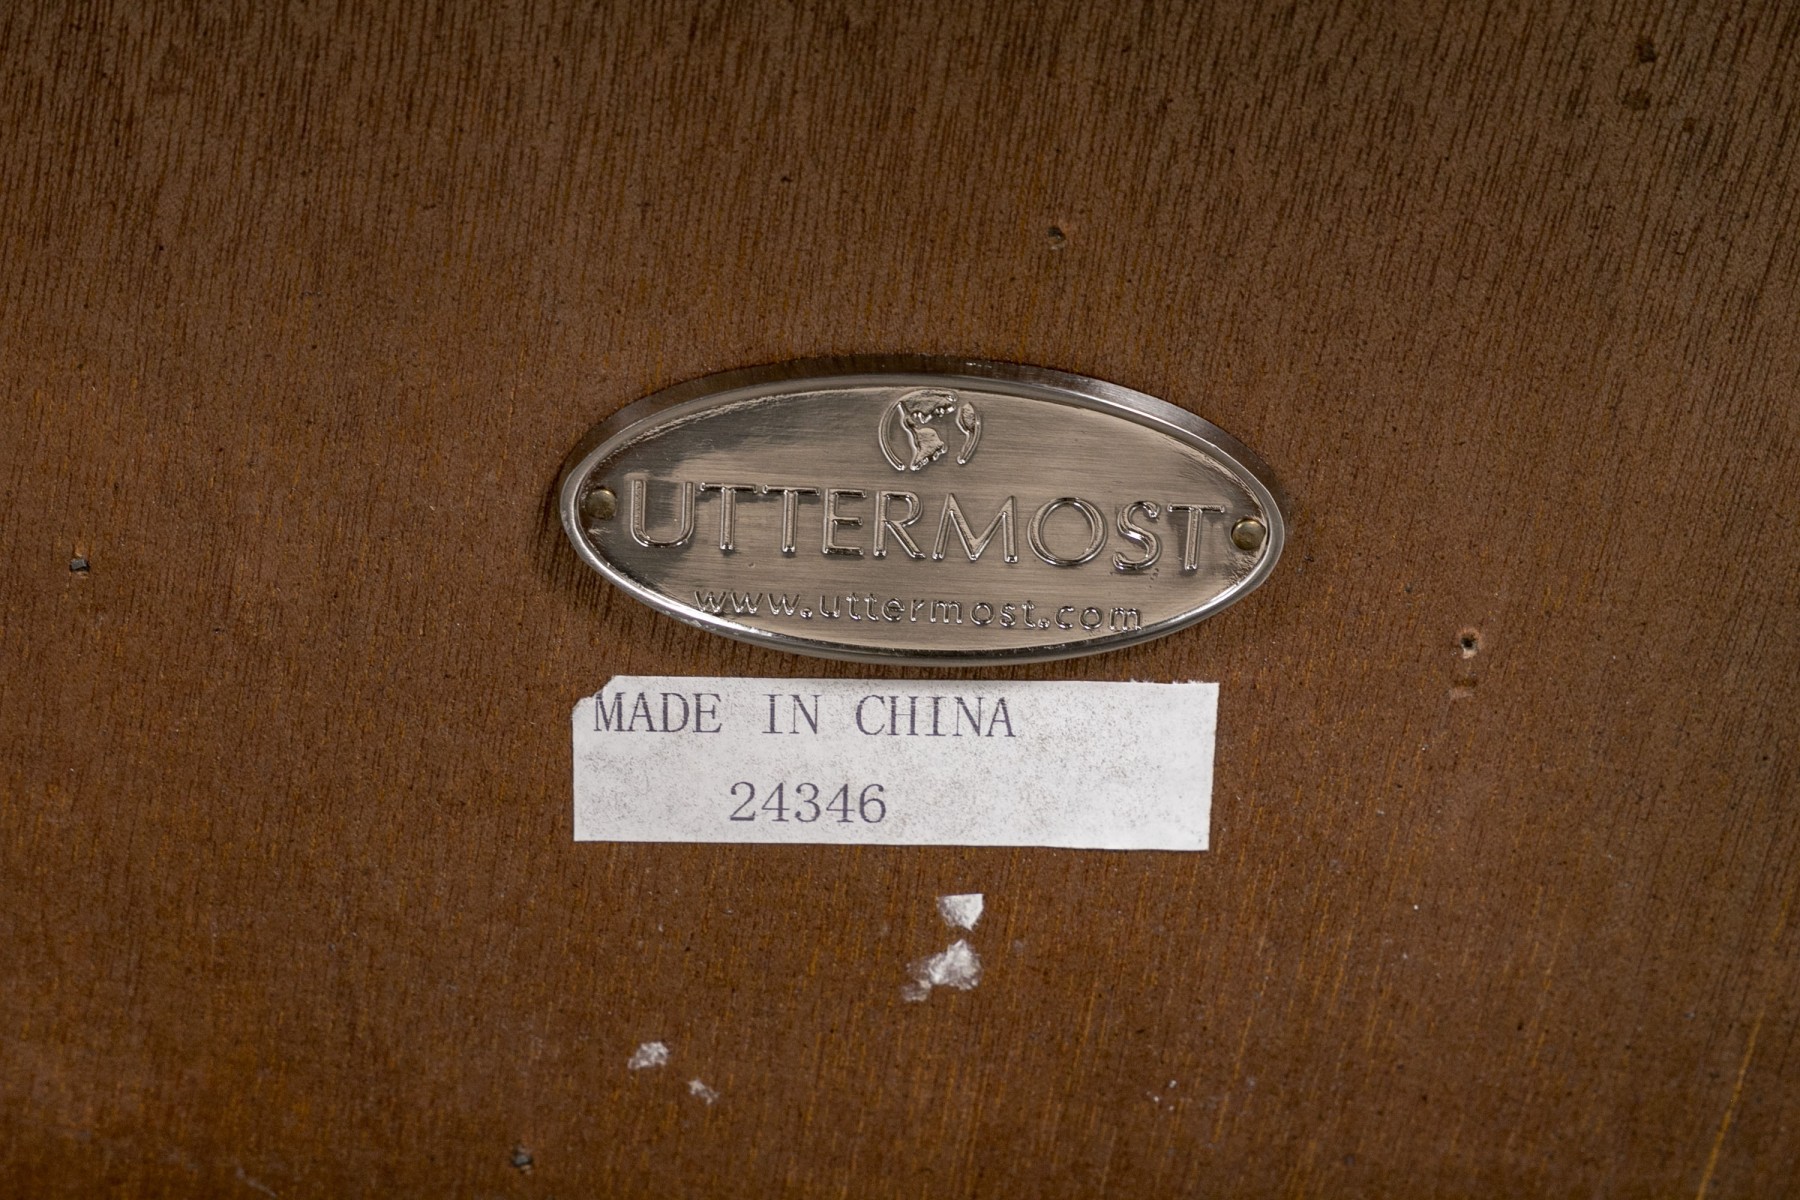 UTTERMOST
www.uttermost.com
MADE IN CHINA
24346